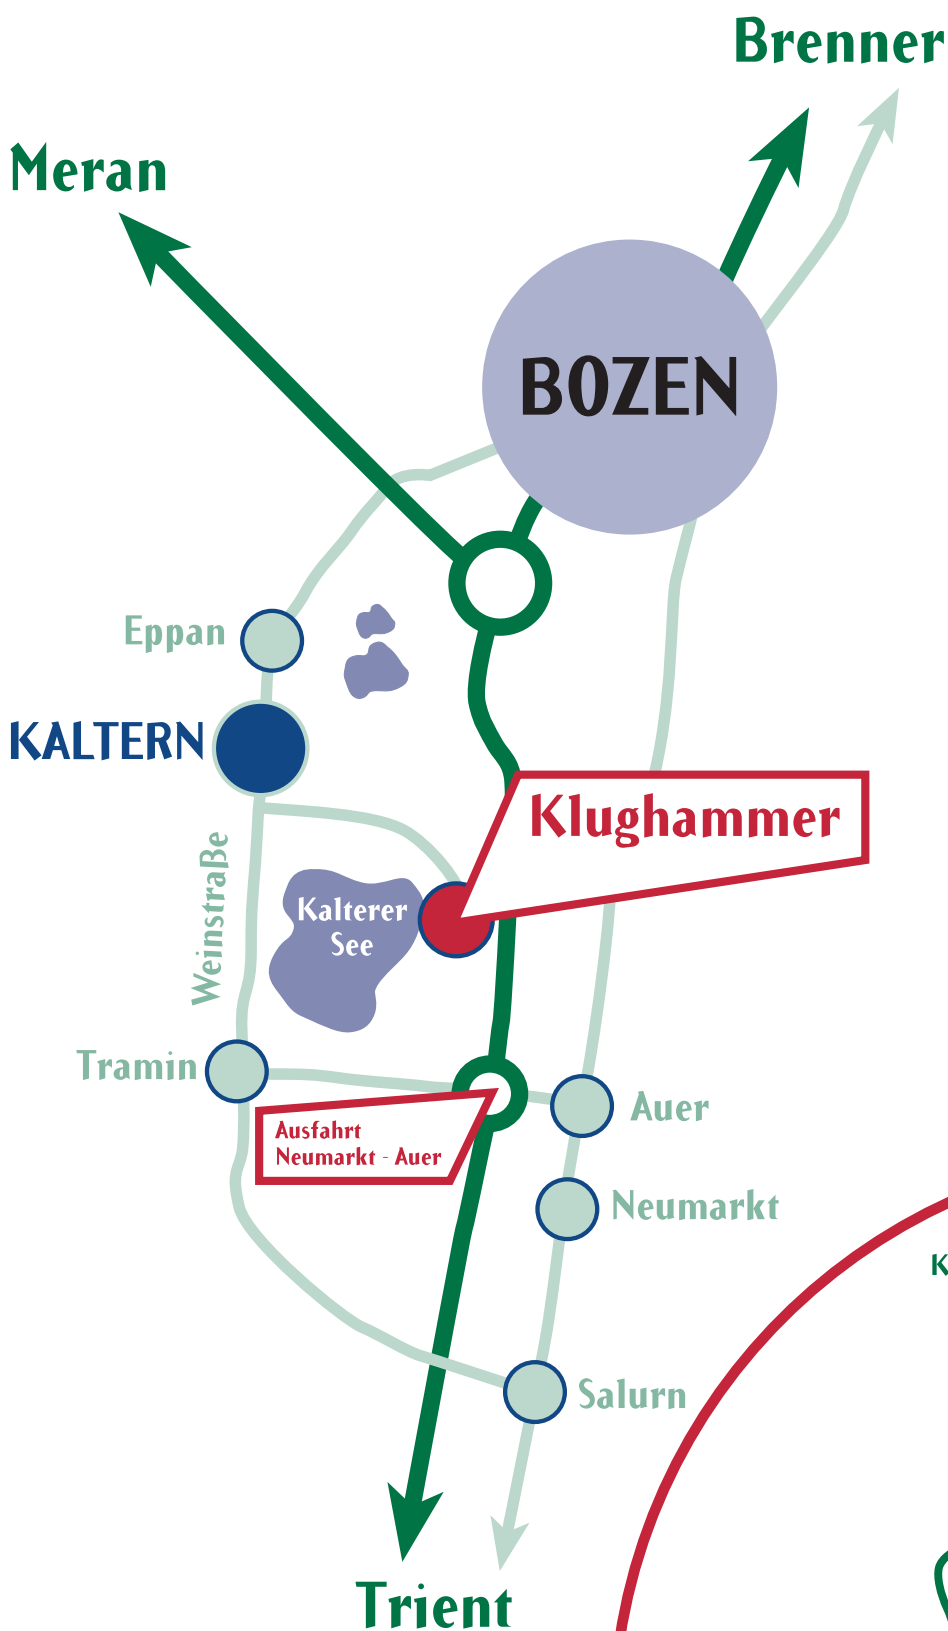 Brenner
Meran
BOZEN
Eppan
KALTERN
Klughammer
Weinstraße
Kalterer
See
Tramin
Auer
Ausfahrt
Neumarkt - Auer
Neumarkt
K
Salurn
Trient